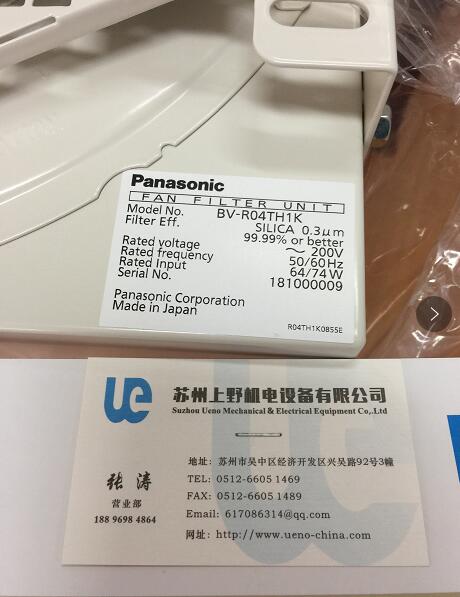 Panasonic
FAN FILTER UNIT
Model No. BV-R04TH1K
Filter Eff. SILICA 0.3μm
99.99% or better
Rated voltage ～ 200V
Rated frequency 50/60Hz
Rated Input 64/74W
Serial No. 181000009
Panasonic Corporation
Made in Japan
R04TH1K0855E
ue
苏州上野机电设备有限公司
Suzhou Ueno Mechanical & Electrical Equipment Co,.Ltd
地址: 苏州市吴中区经济开发区兴吴路92号3幢
张涛
TEL: 0512-6605 1469
营业部
FAX: 0512-6605 1489
188 9698 4864
Email: 617086314@qq.com
网址: http://www.ueno-china.com